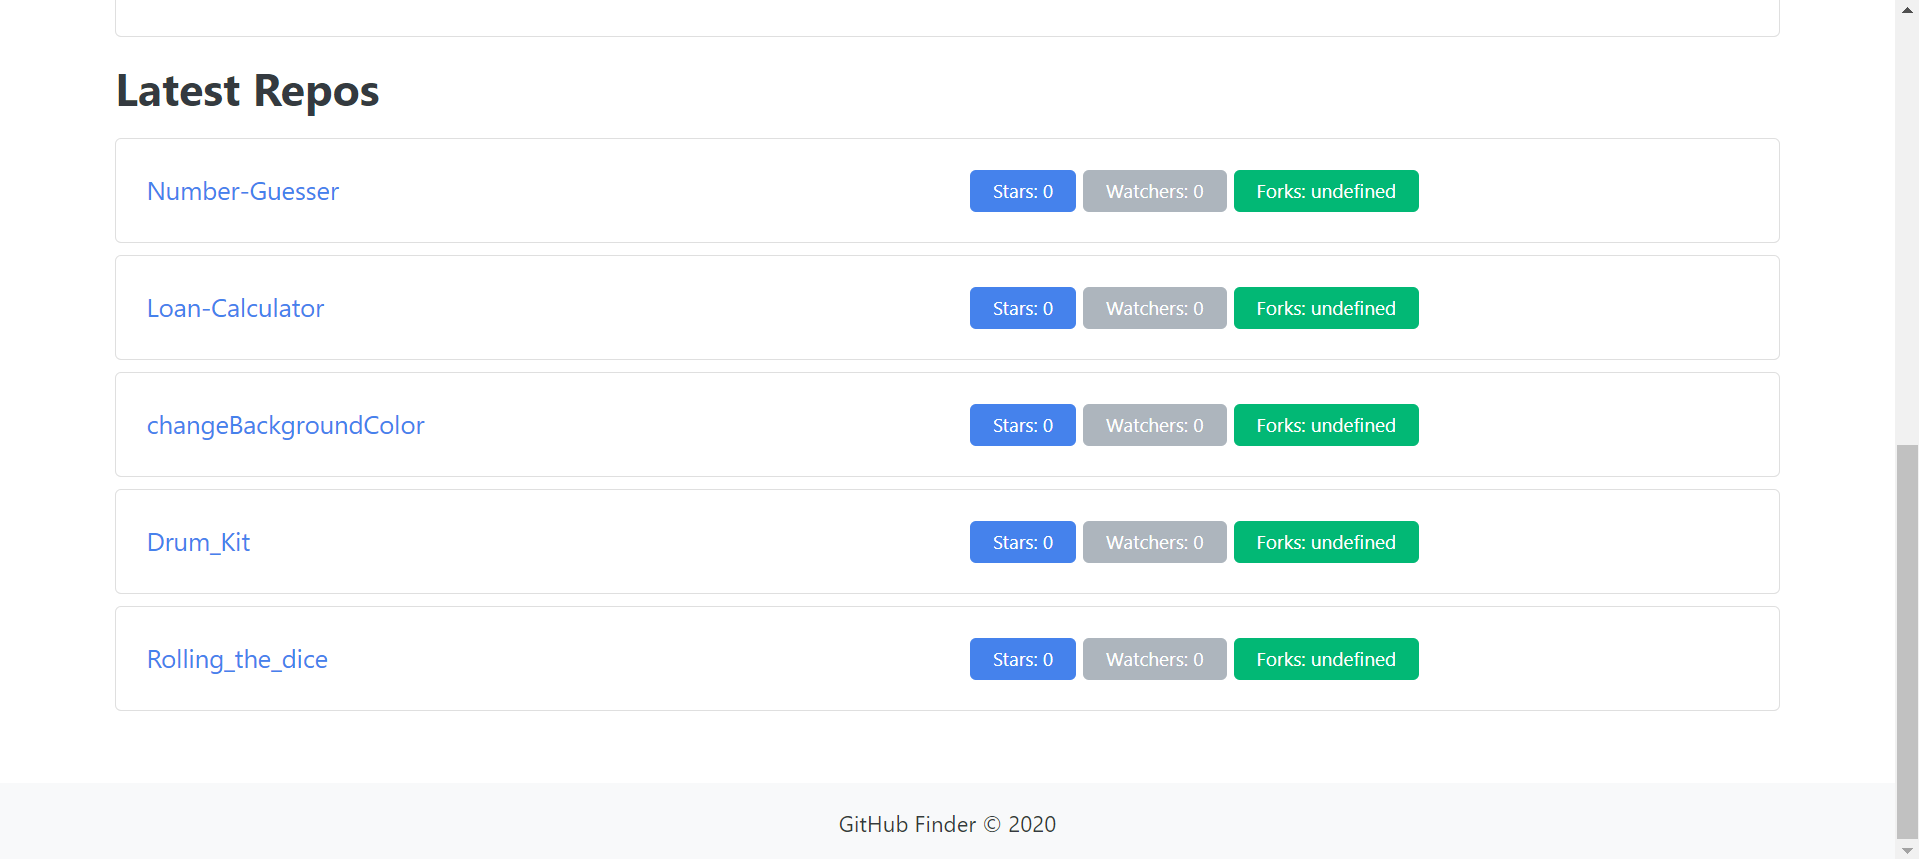 Latest Repos
Number-Guesser Stars: 0 Watchers: 0 Forks: undefined
Loan-Calculator Stars: 0 Watchers: 0 Forks: undefined
changeBackgroundColor Stars: 0 Watchers: 0 Forks: undefined
Drum_Kit Stars: 0 Watchers: 0 Forks: undefined
Rolling_the_dice Stars: 0 Watchers: 0 Forks: undefined
GitHub Finder © 2020